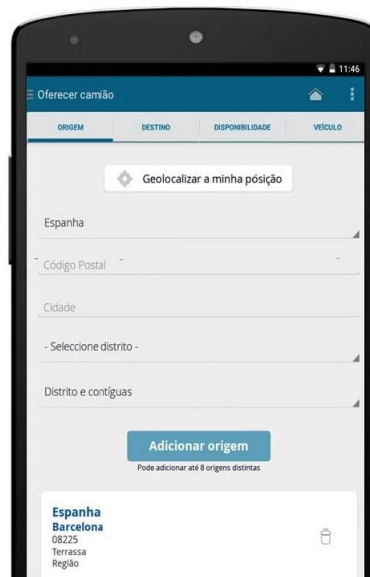 11:46
Oferecer camião
ORIGEM DESTINO DISPONIBILIDADE VEÍCULO
Geolocalizar a minha pósição
Espanha
Código Postal
Cidade
- Seleccione distrito -
Distrito e contíguas
Adicionar origem
Pode adicionar até 8 origens distintas
Espanha
Barcelona
08225
Terrassa
Região